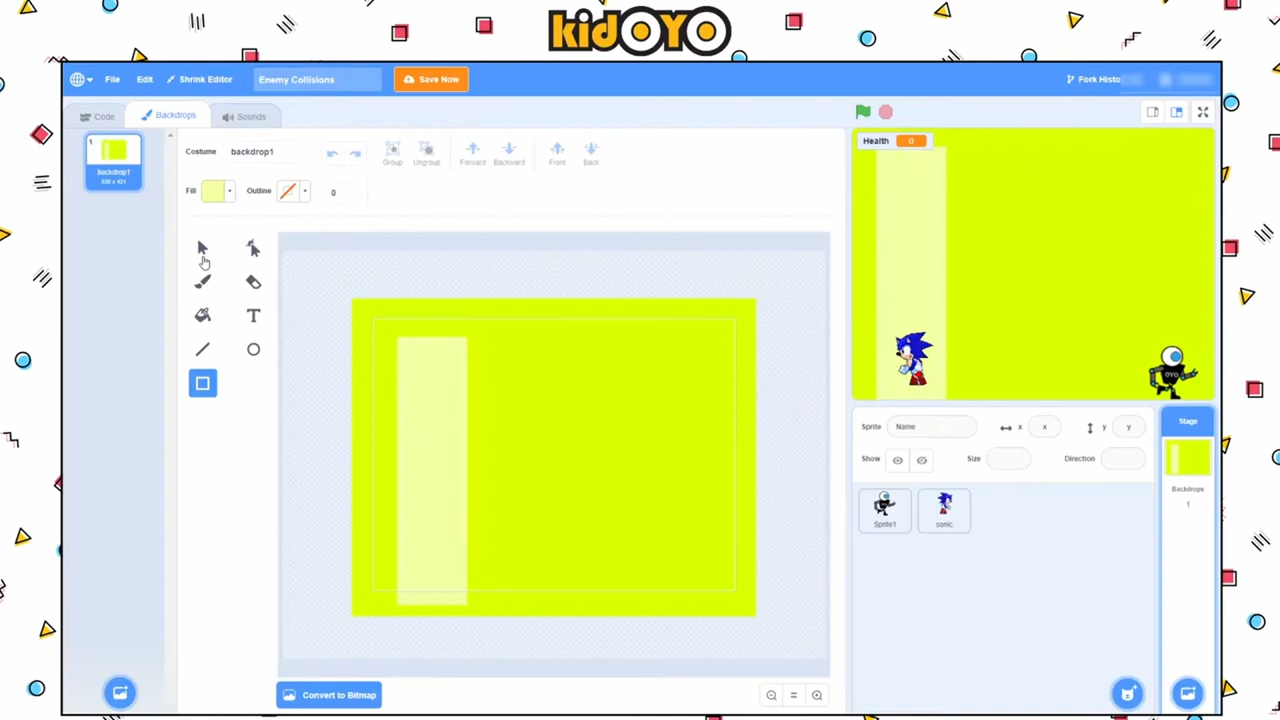 kidOYO
File Edit Shrink Editor Enemy Collisions Save Now Fork Histo
Code Backdrops Sounds
1
backdrop1
Costume backdrop1
Group Ungroup Forward Backward Front Back
Fill Outline 0
T
Health 0
OYO
Sprite Name x x y y
Show Size Direction
Sprite1 sonic
Stage
Backdrops
1
Convert to Bitmap